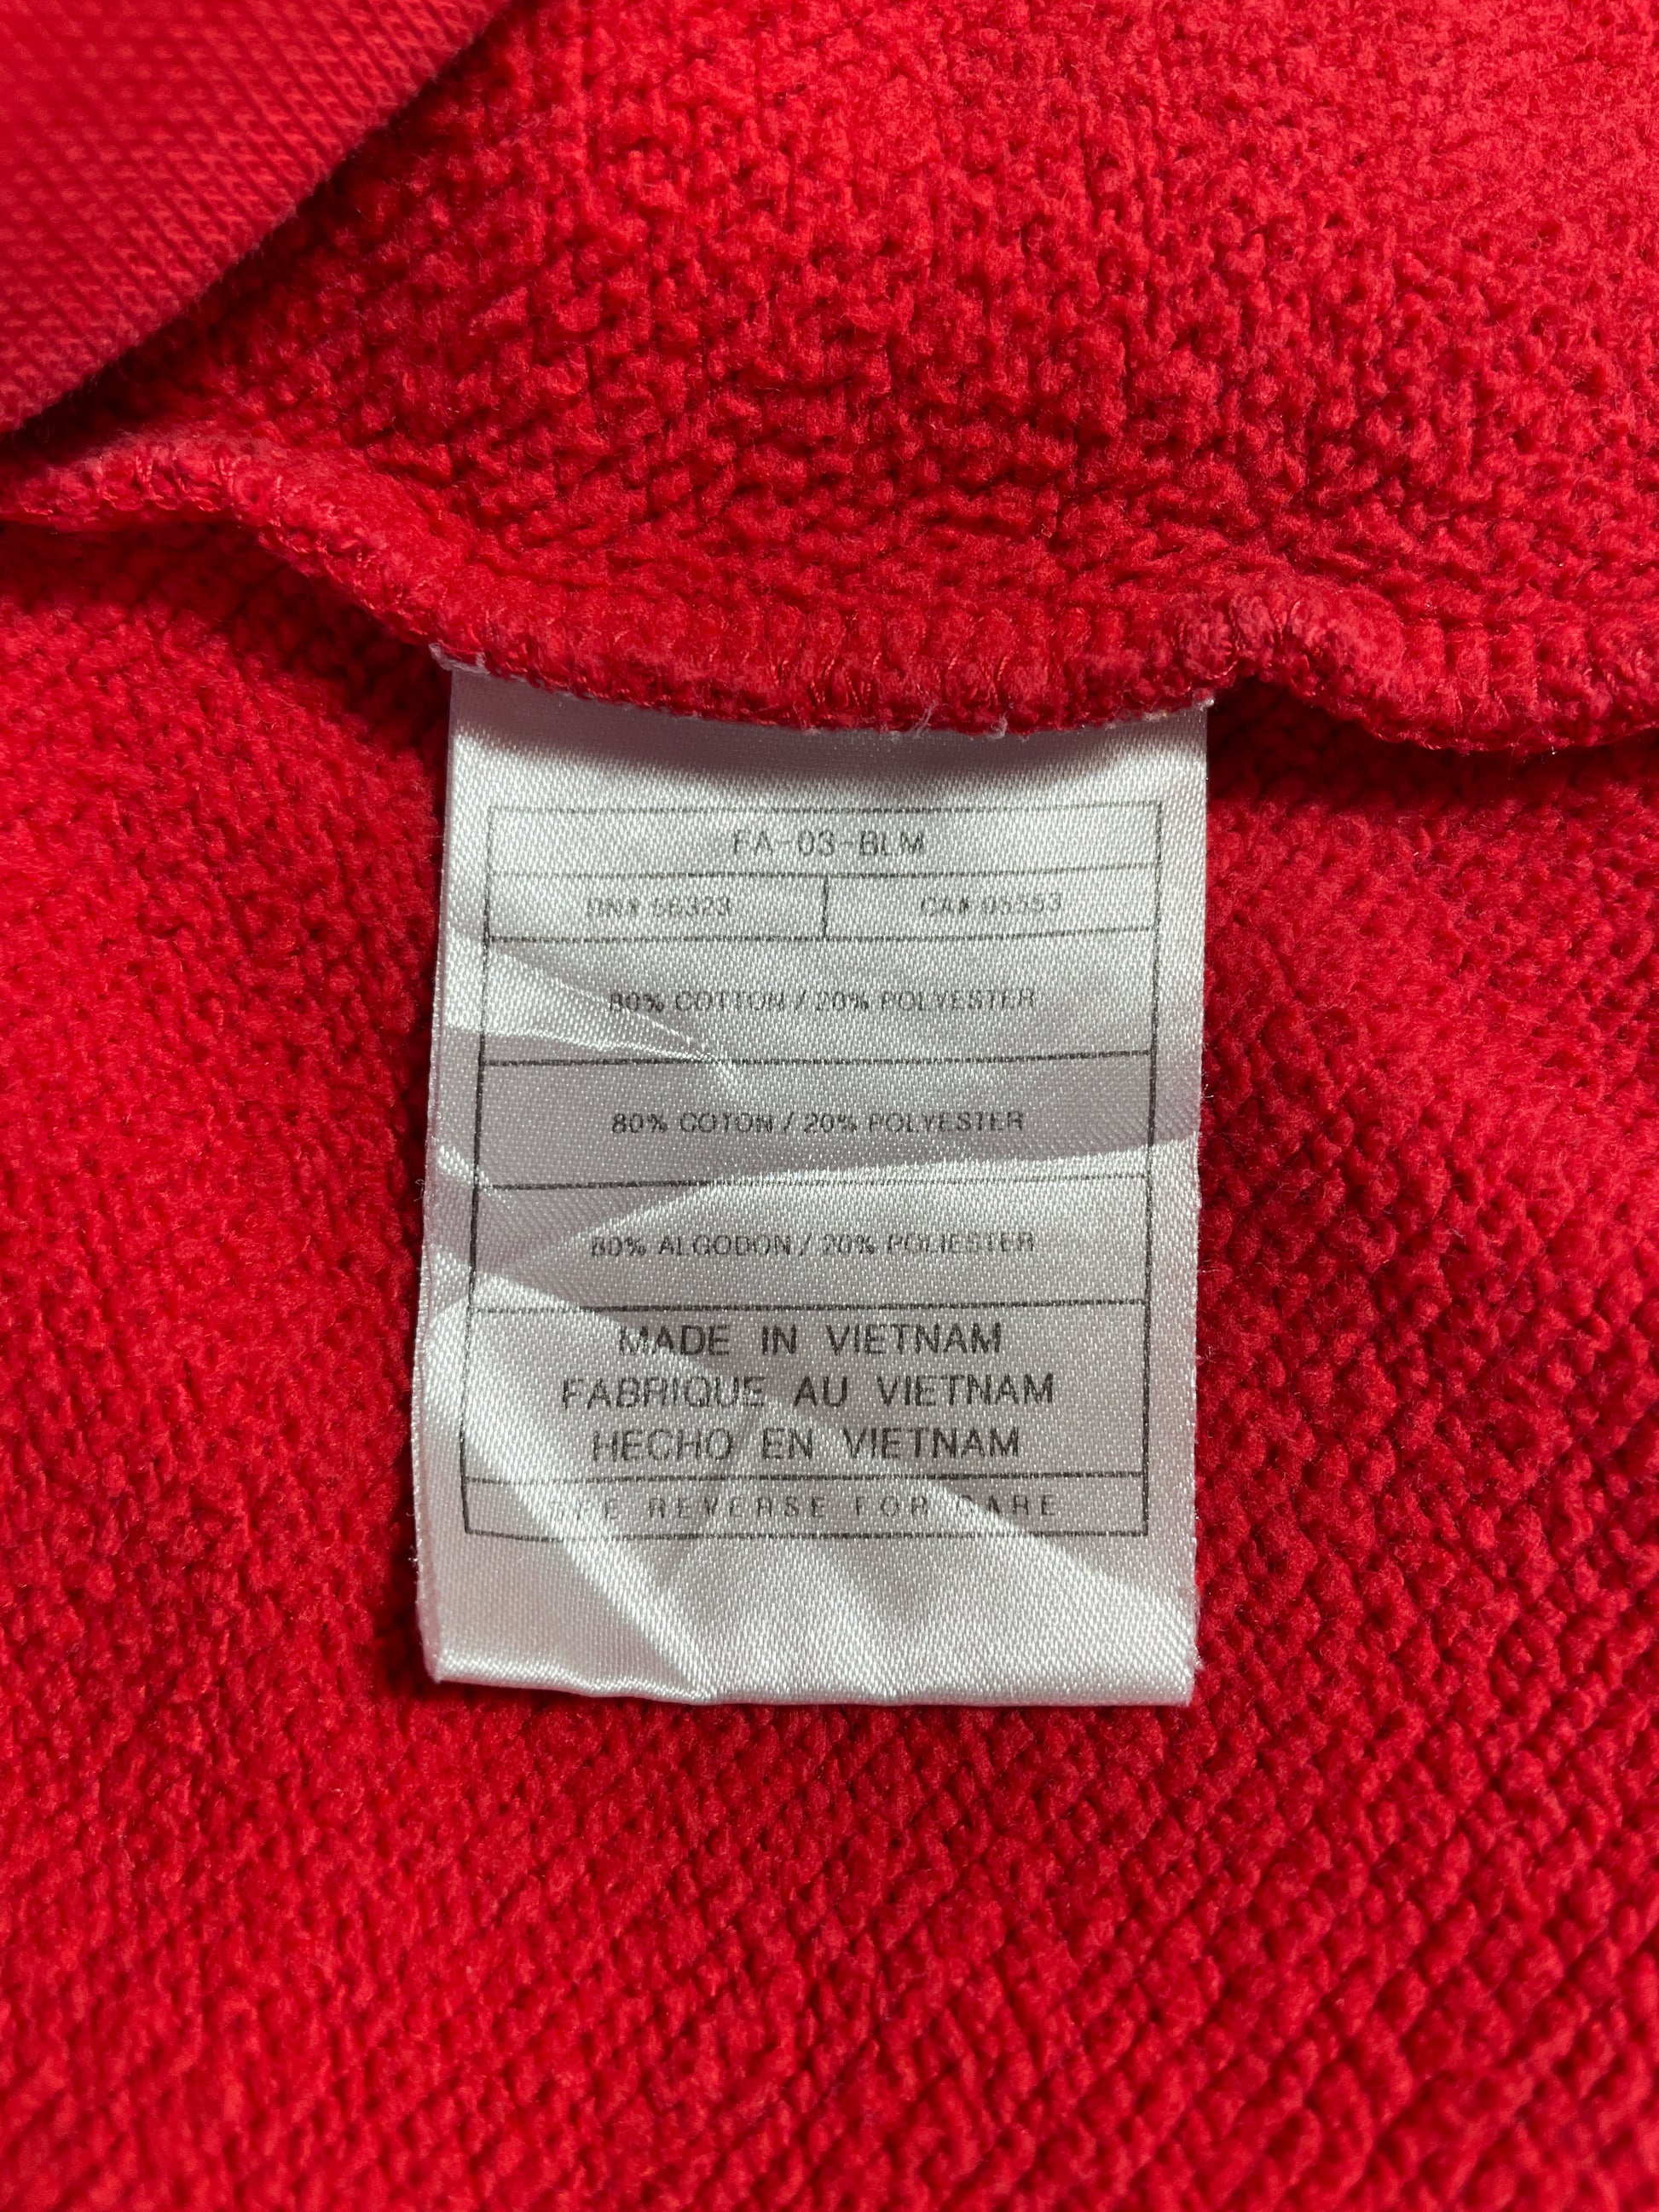 FA-03-BLM
RN# 56323 CA# 05553
80% COTTON / 20% POLYESTER
80% COTON / 20% POLYESTER
80% ALGODON / 20% POLIESTER
MADE IN VIETNAM
FABRIQUE AU VIETNAM
HECHO EN VIETNAM
SEE REVERSE FOR CARE